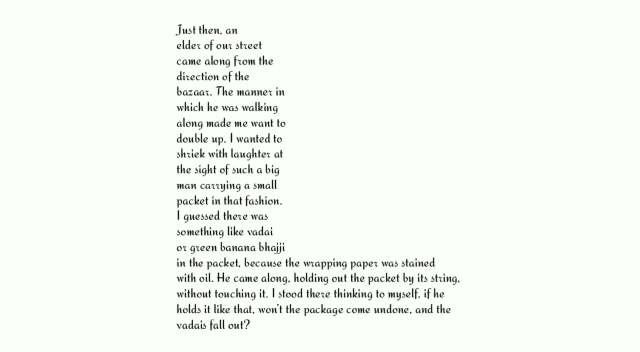 Just then, an
elder of our street
came along from the
direction of the
bazaar. The manner in
which he was walking
along made me want to
double up. I wanted to
shriek with laughter at
the sight of such a big
man carrying a small
packet in that fashion.
I guessed there was
something like vadai
or green banana bhajji
in the packet, because the wrapping paper was stained
with oil. He came along, holding out the packet by its string,
without touching it. I stood there thinking to myself, if he
holds it like that, won't the package come undone, and the
vadais fall out?